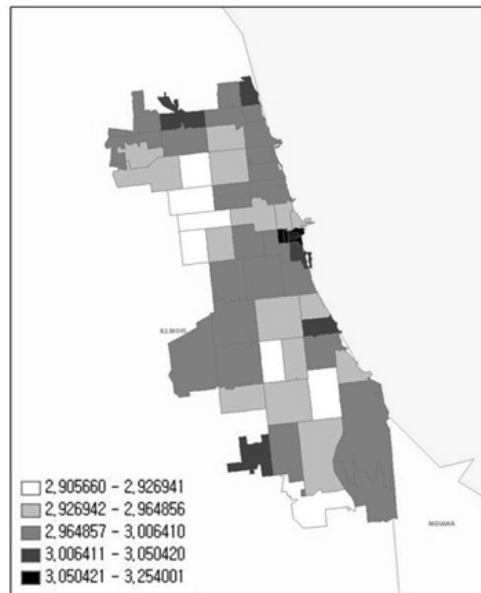 ILLINOIS
INDIANA
2,905660 - 2,926941
2,926942 - 2,964856
2,964857 - 3,006410
3,006411 - 3,050420
3,050421 - 3,254001